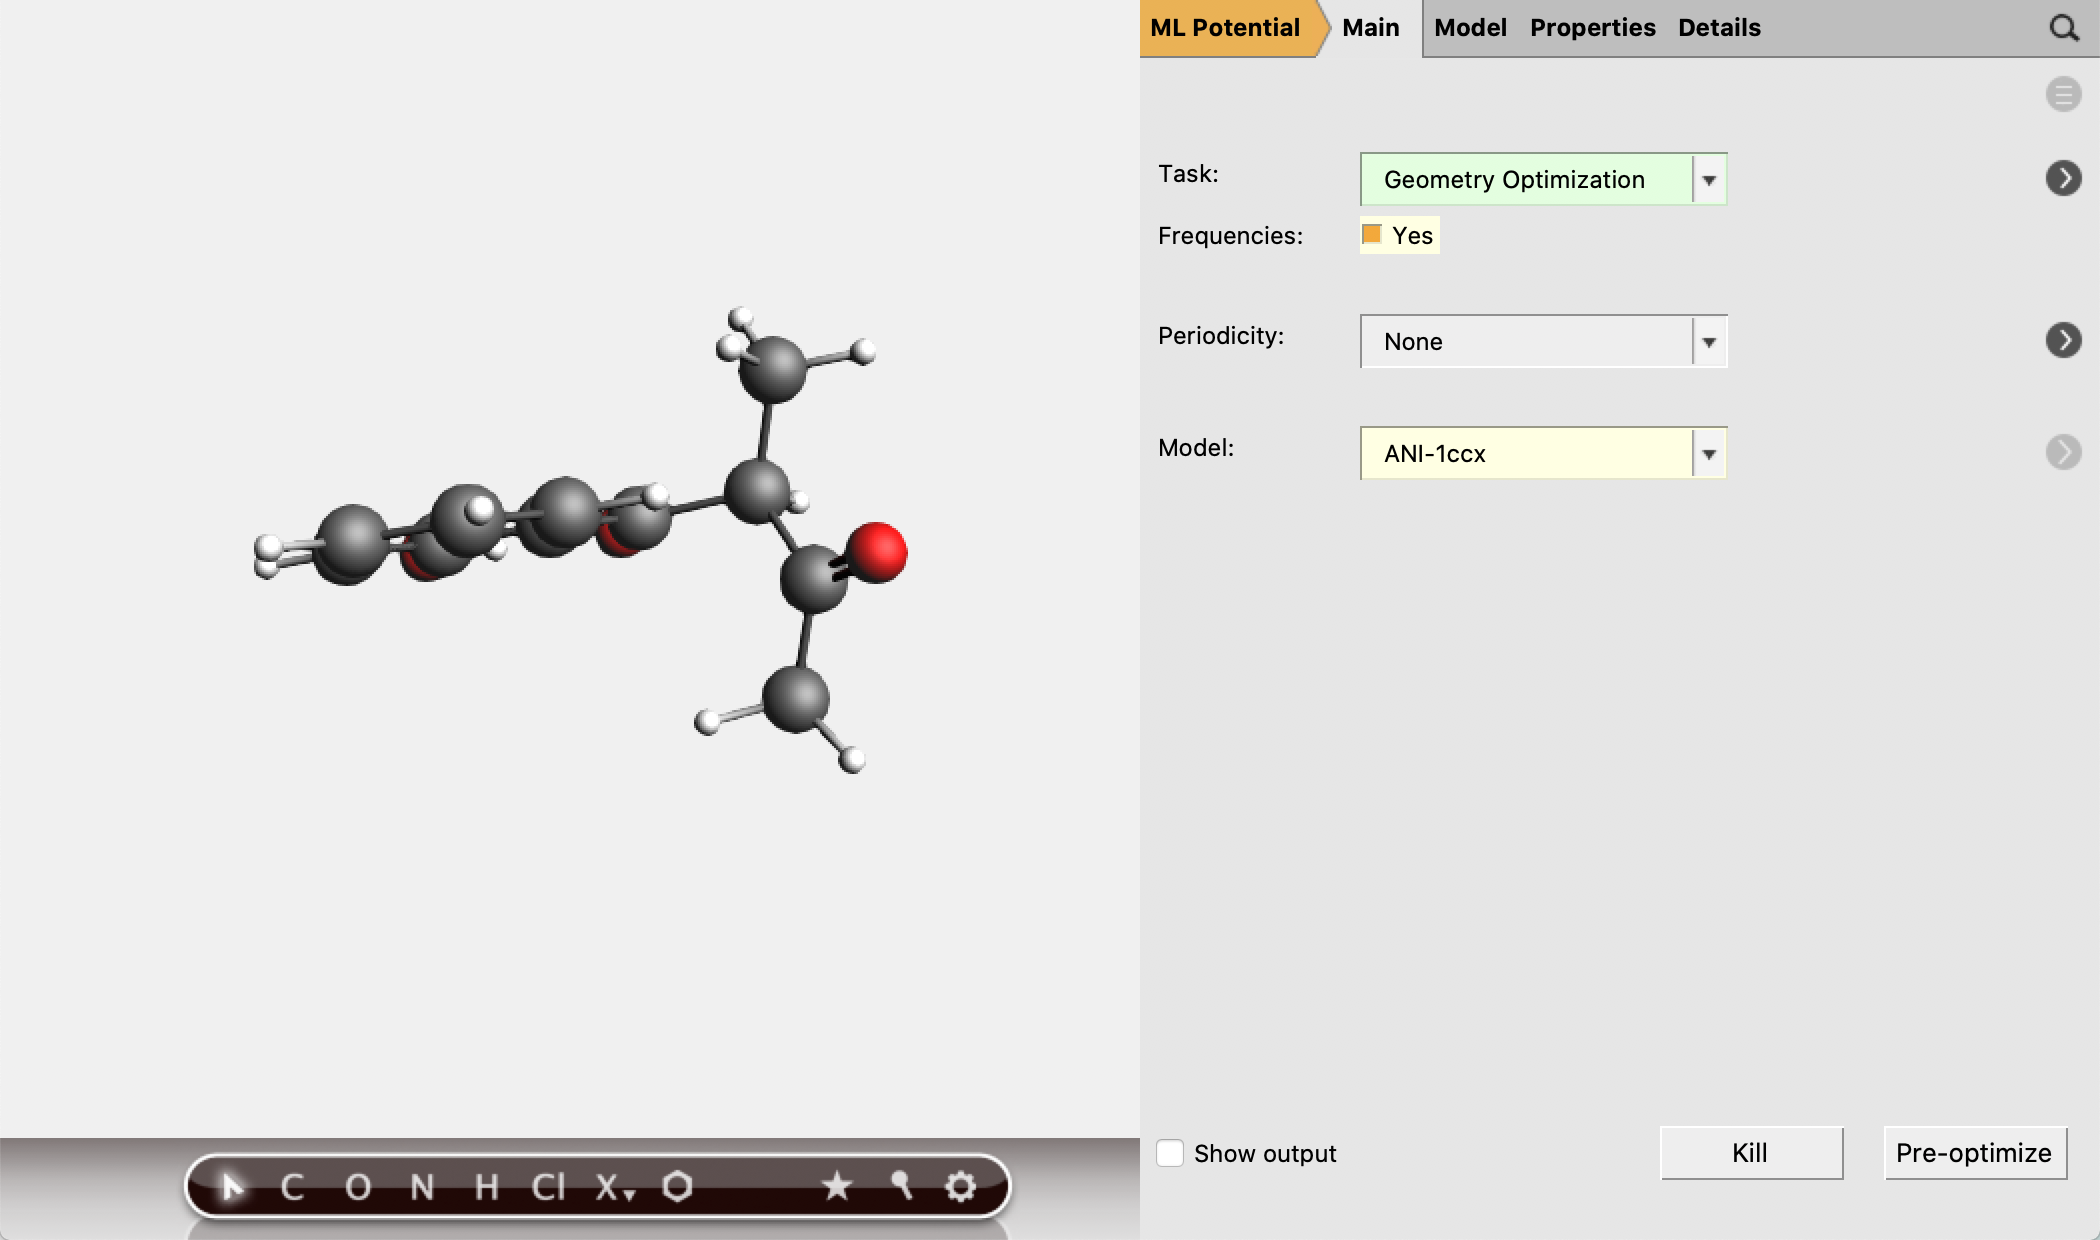 ML Potential Main Model Properties Details
Task: Geometry Optimization
Frequencies: Yes
Periodicity: None
Model: ANI-1ccx
Show output Kill Pre-optimize
C O N H Cl X